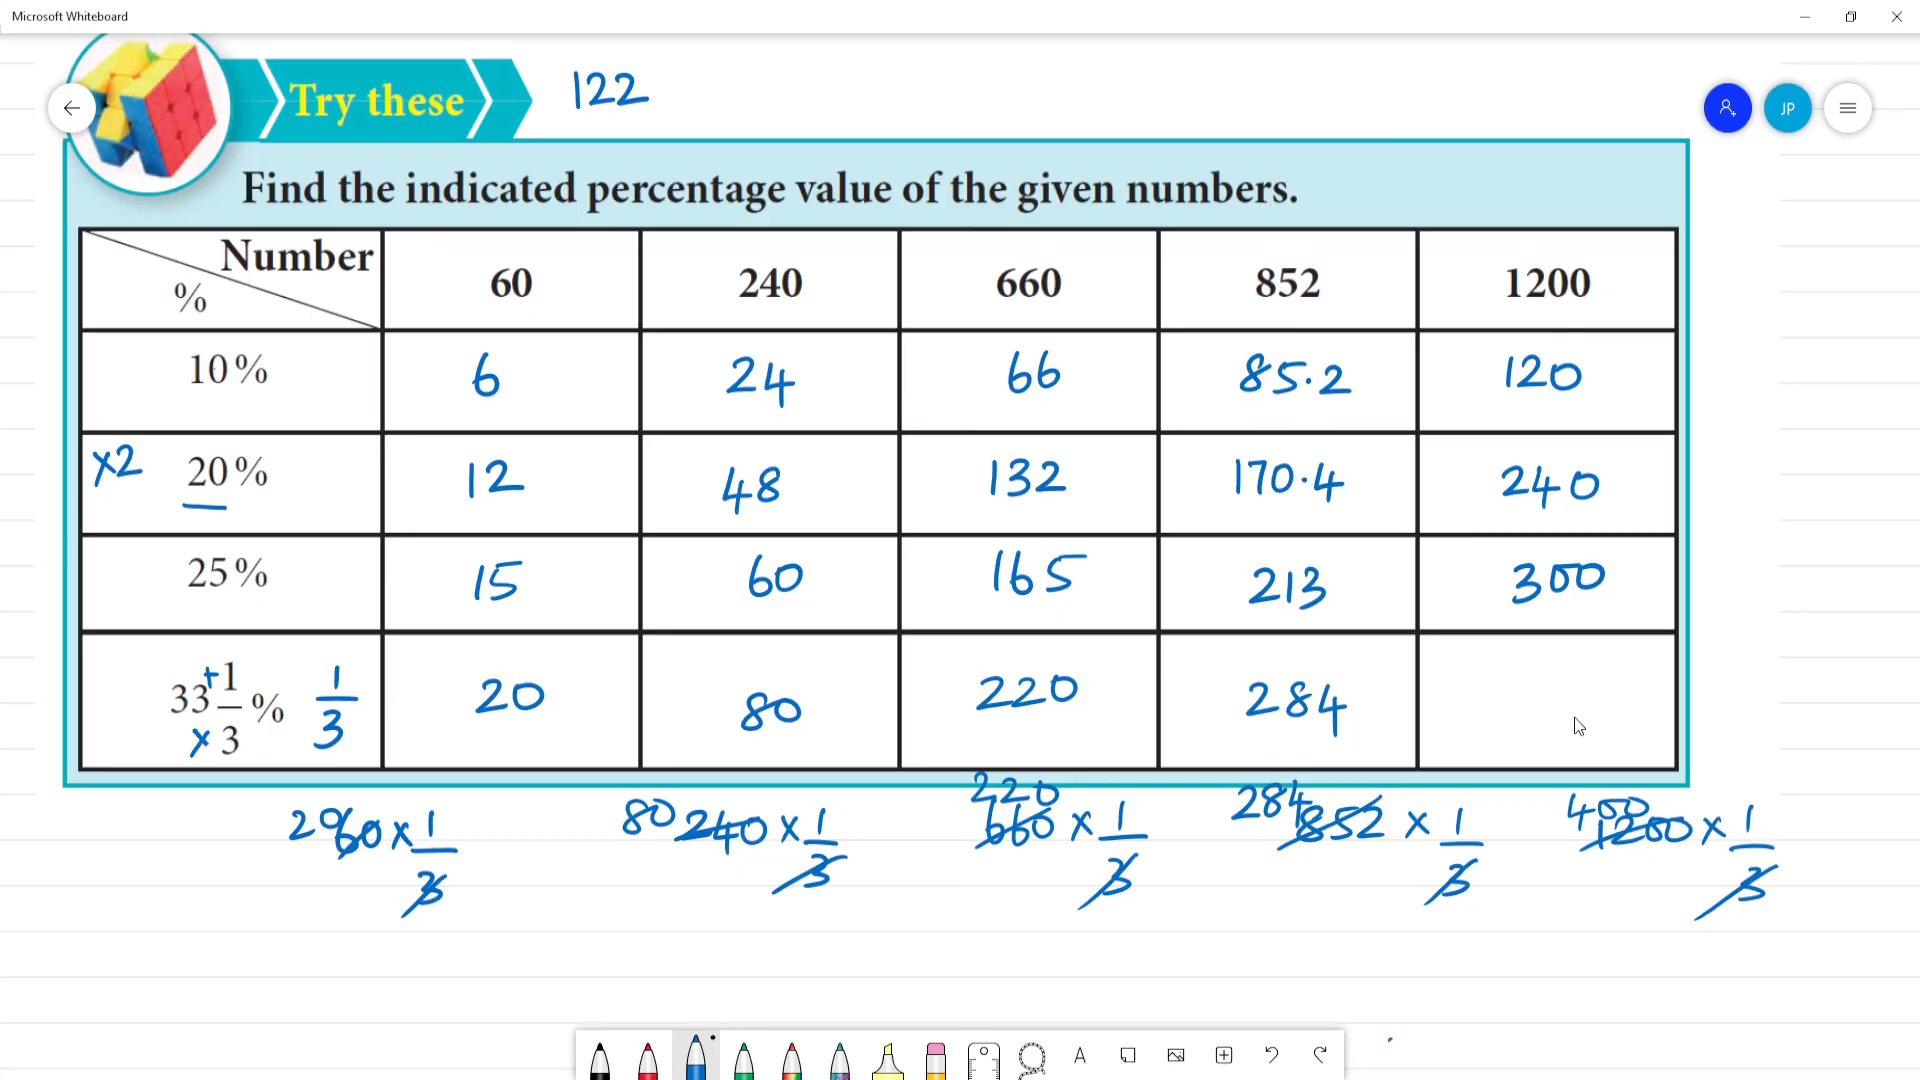 Microsoft Whiteboard
Try these 122
JP
Find the indicated percentage value of the given numbers.
Number % 60 240 660 852 1200
10% 6 24 66 85.2 120
×2 20% 12 48 132 170.4 240
25% 15 60 165 213 300
33 + 1/3 × % 1/3 20 80 220 284
20 60 × 1/3 80 240 × 1/3 220 660 × 1/3 284 852 × 1/3 400 1200 × 1/3
A